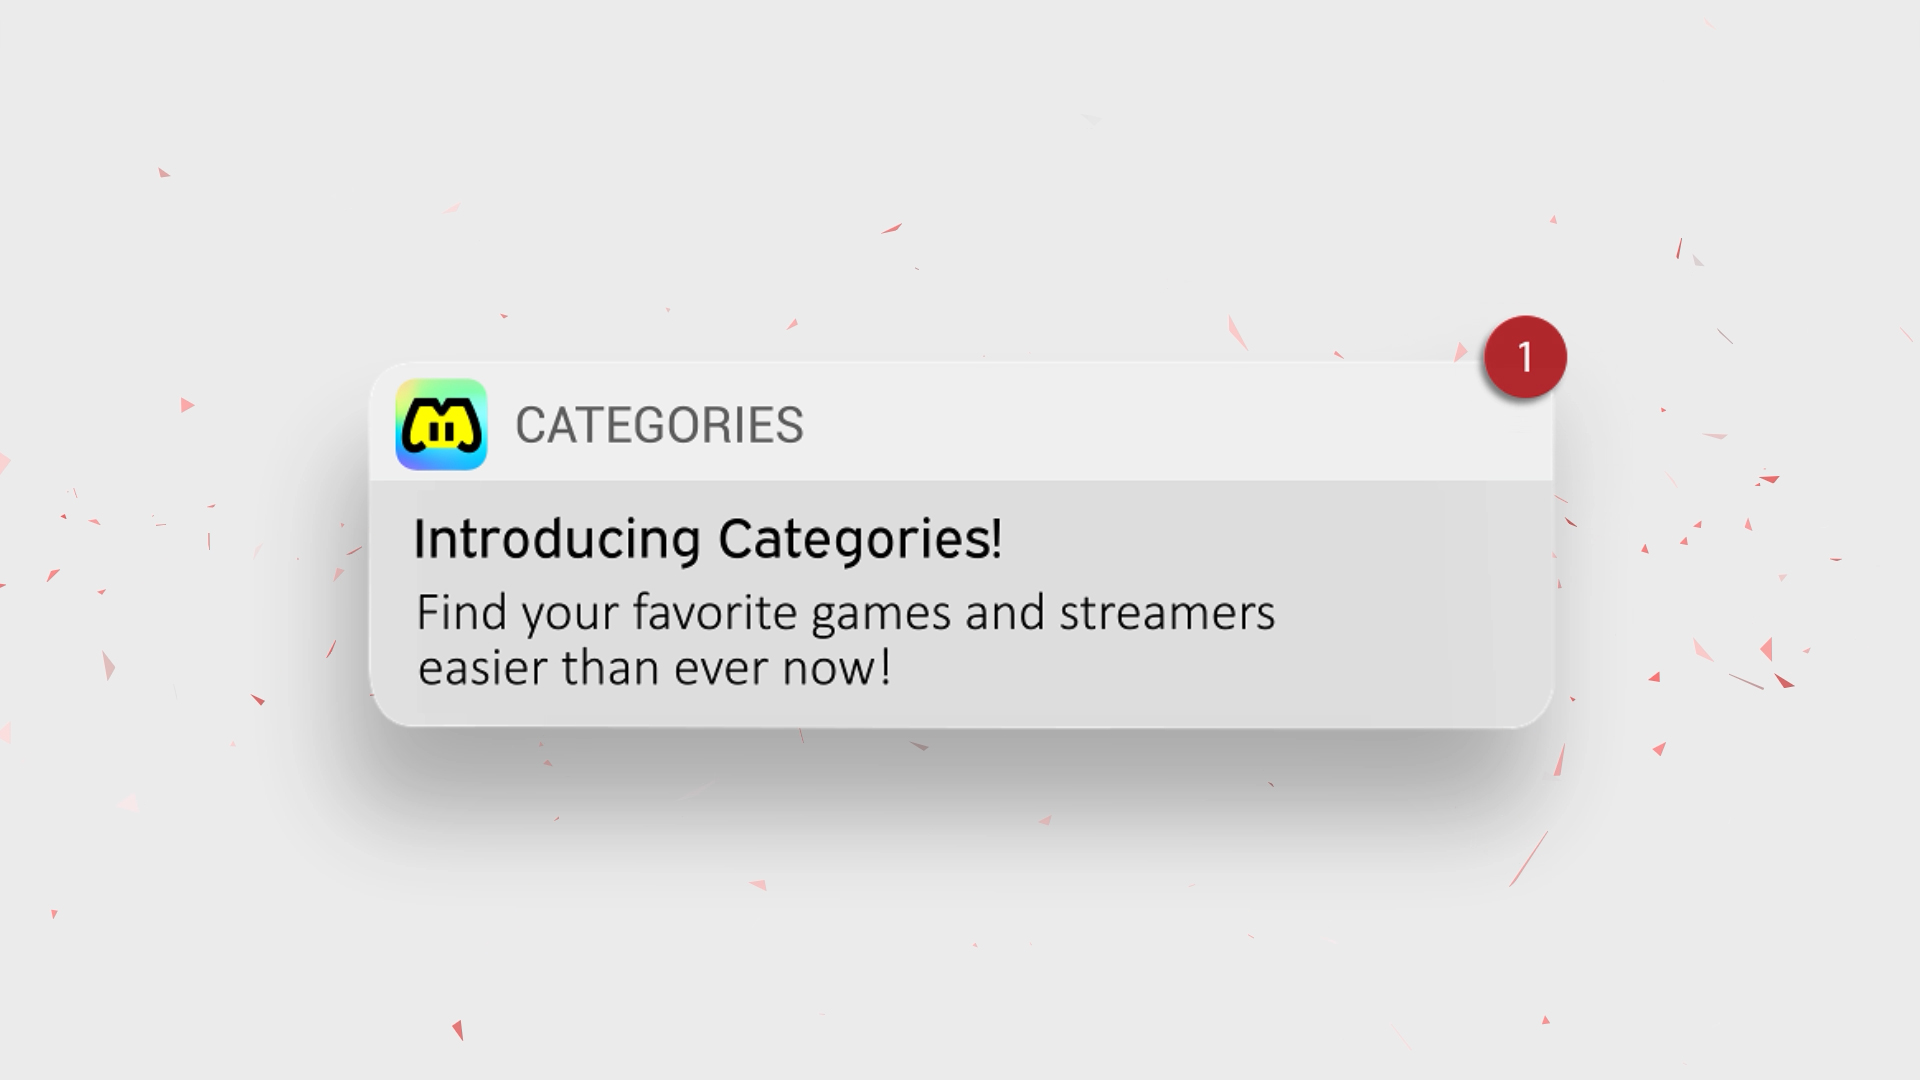 1
CATEGORIES
Introducing Categories!
Find your favorite games and streamers
easier than ever now!